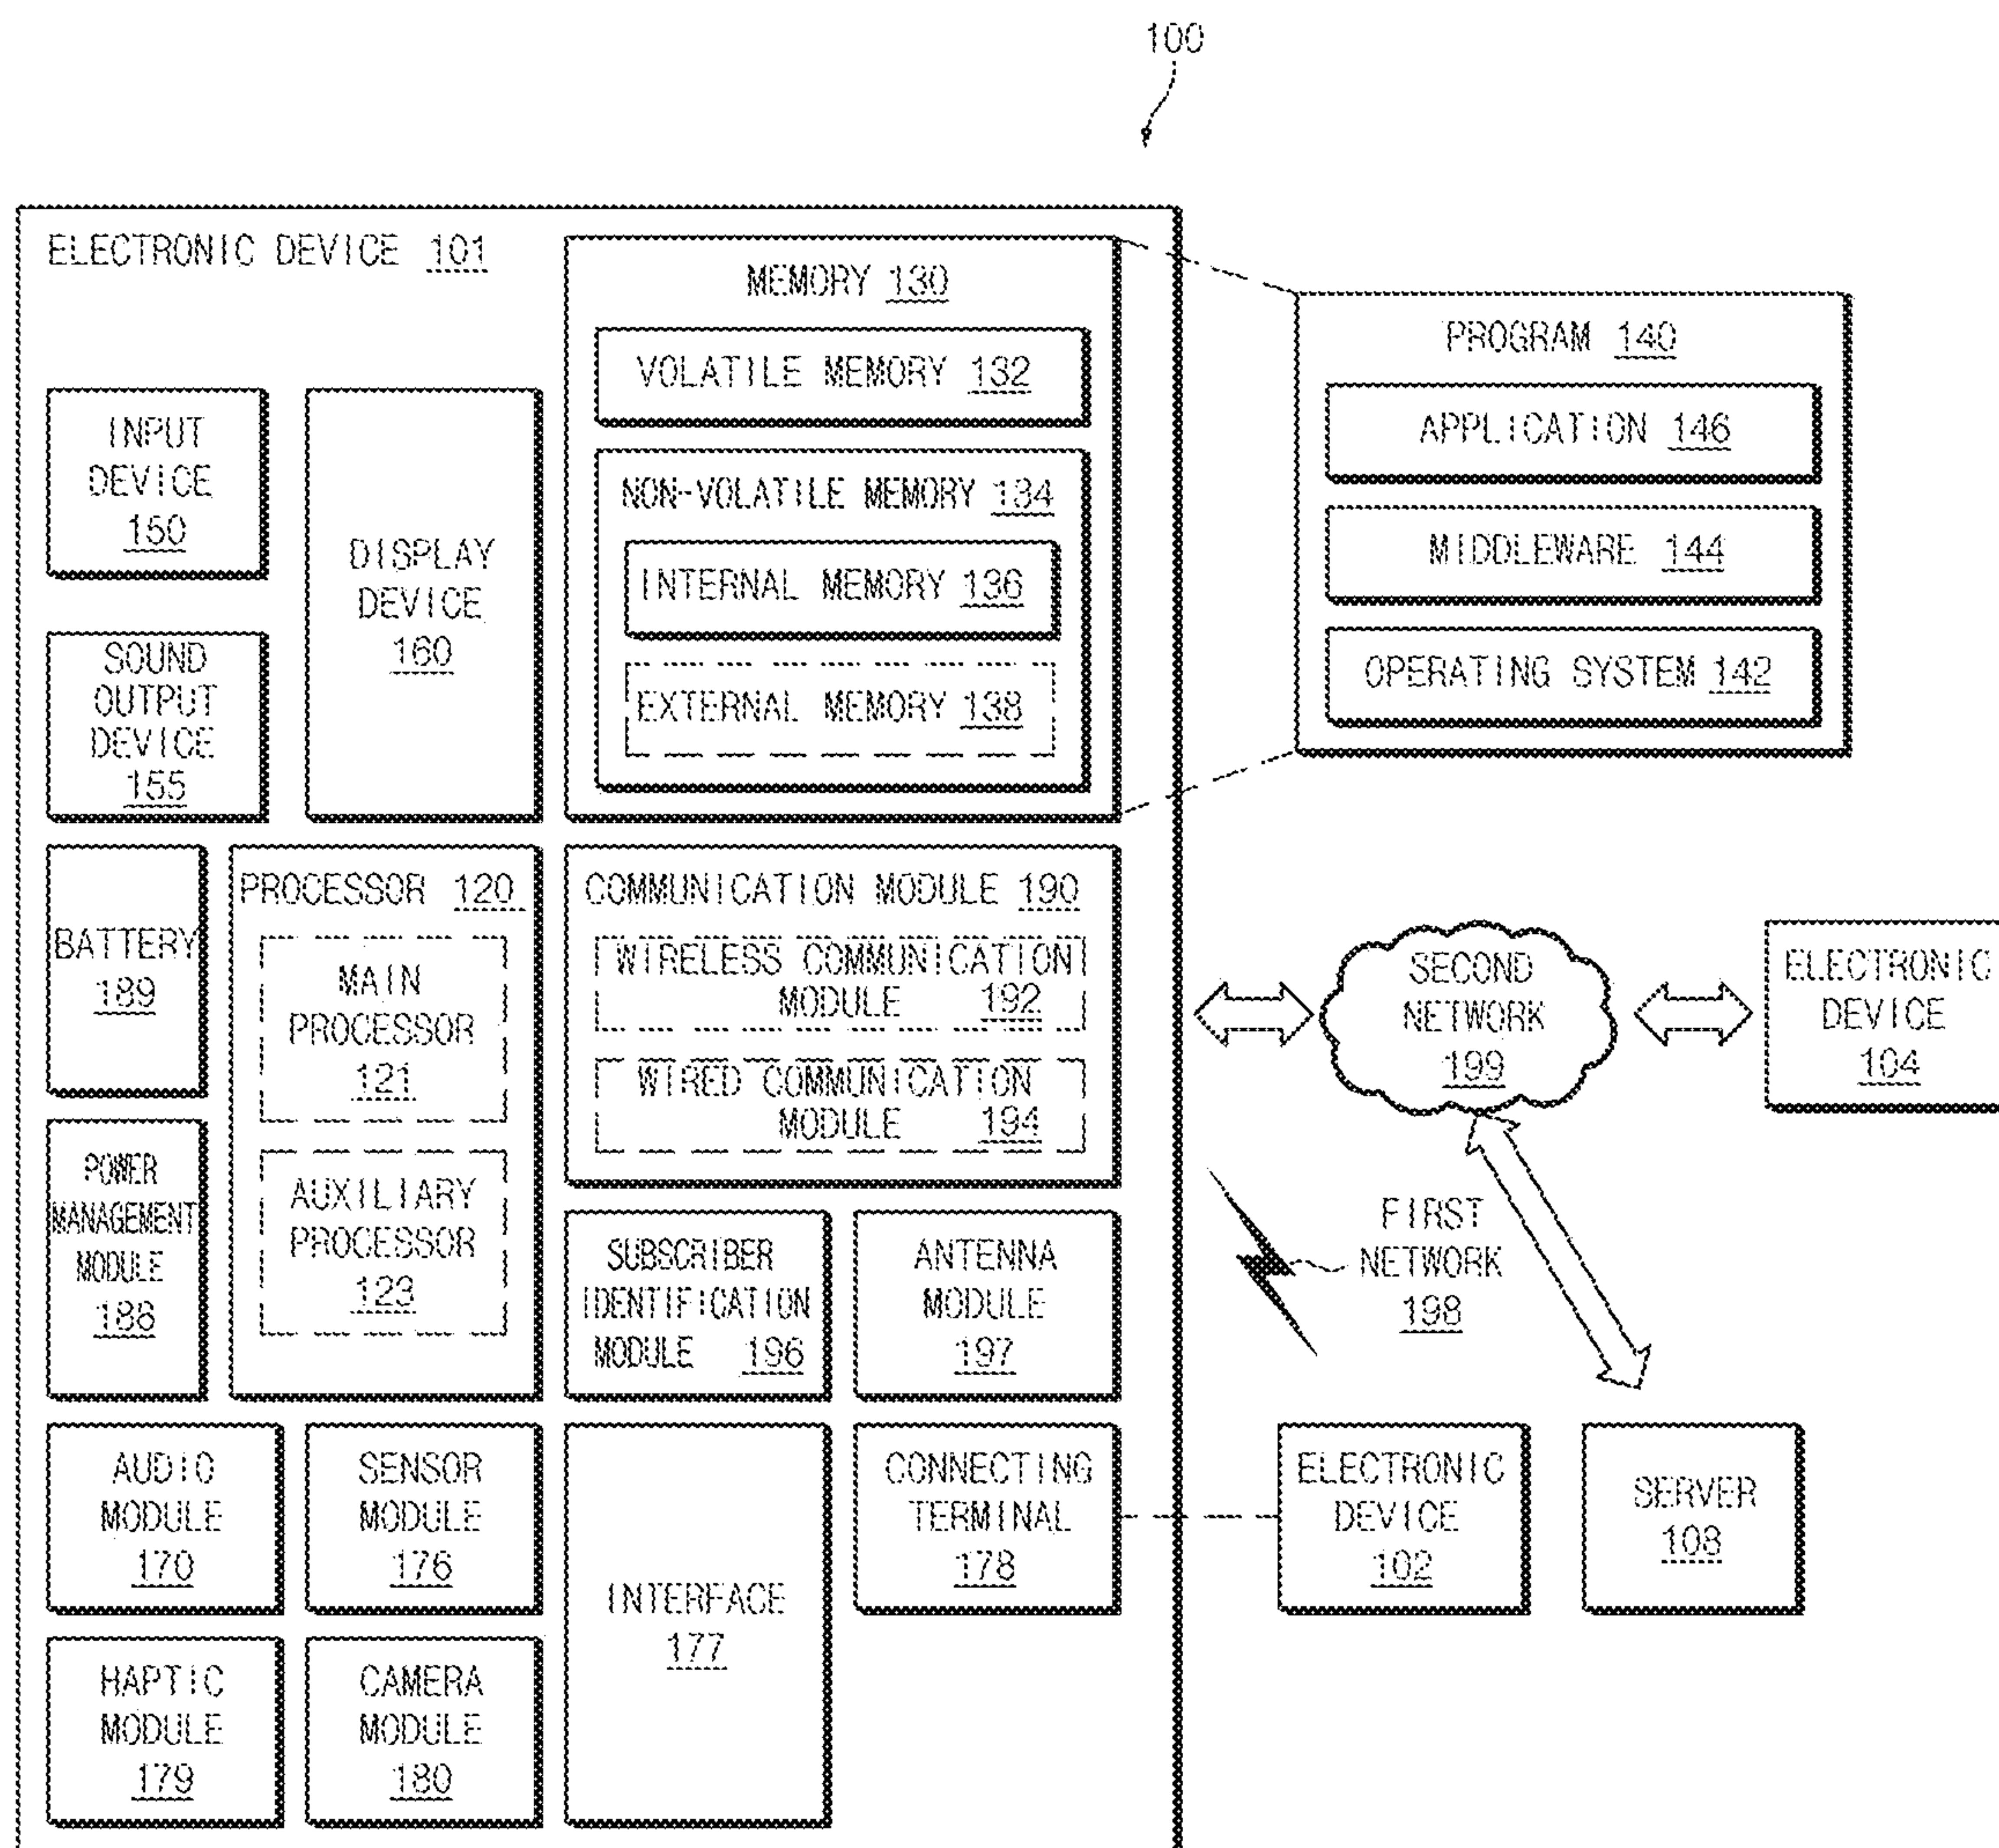 100
ELECTRONIC DEVICE 101
MEMORY 130
VOLATILE MEMORY 132
NON-VOLATILE MEMORY 134
INTERNAL MEMORY 136
EXTERNAL MEMORY 138
PROGRAM 140
APPLICATION 146
MIDDLEWARE 144
OPERATING SYSTEM 142
INPUT
DEVICE
150
DISPLAY
DEVICE
160
SOUND
OUTPUT
DEVICE
155
BATTERY
189
PROCESSOR 120
MAIN
PROCESSOR
121
AUXILIARY
PROCESSOR
123
POWER
MANAGEMENT
MODULE
188
COMMUNICATION MODULE 190
WIRELESS COMMUNICATION
MODULE 192
WIRED COMMUNICATION
MODULE 194
SUBSCRIBER
IDENTIFICATION
MODULE 196
ANTENNA
MODULE
197
SECOND
NETWORK
199
ELECTRONIC
DEVICE
104
FIRST
NETWORK
198
AUDIO
MODULE
170
SENSOR
MODULE
176
INTERFACE
177
CONNECTING
TERMINAL
178
ELECTRONIC
DEVICE
102
SERVER
108
HAPTIC
MODULE
179
CAMERA
MODULE
180